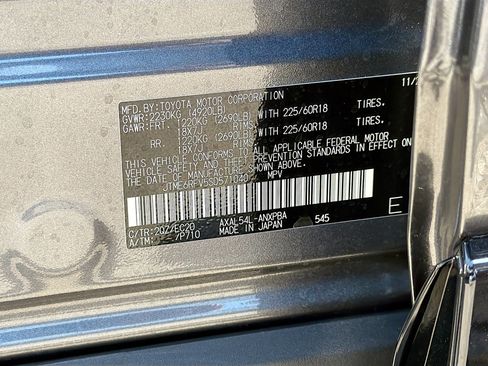 MFD.BY:TOYOTA MOTOR CORPORATION 11/2
GVWR:2230KG (4920LB)
GAWR:FRT. 1220KG (2690LB) WITH 225/60R18 TIRES,
18X7J RIMS
RR. 1220KG (2690LB) WITH 225/60R18 TIRES,
18X7J RIMS
THIS VEHICLE CONFORMS TO ALL APPLICABLE FEDERAL MOTOR
VEHICLE SAFETY AND THEFT PREVENTION STANDARDS IN EFFECT ON
THE DATE OF MANUFACTURE SHOWN ABOVE.
MPV
C/TR: AXAL54L-ANXPBA
A/TM: /P710 MADE IN JAPAN 545
E